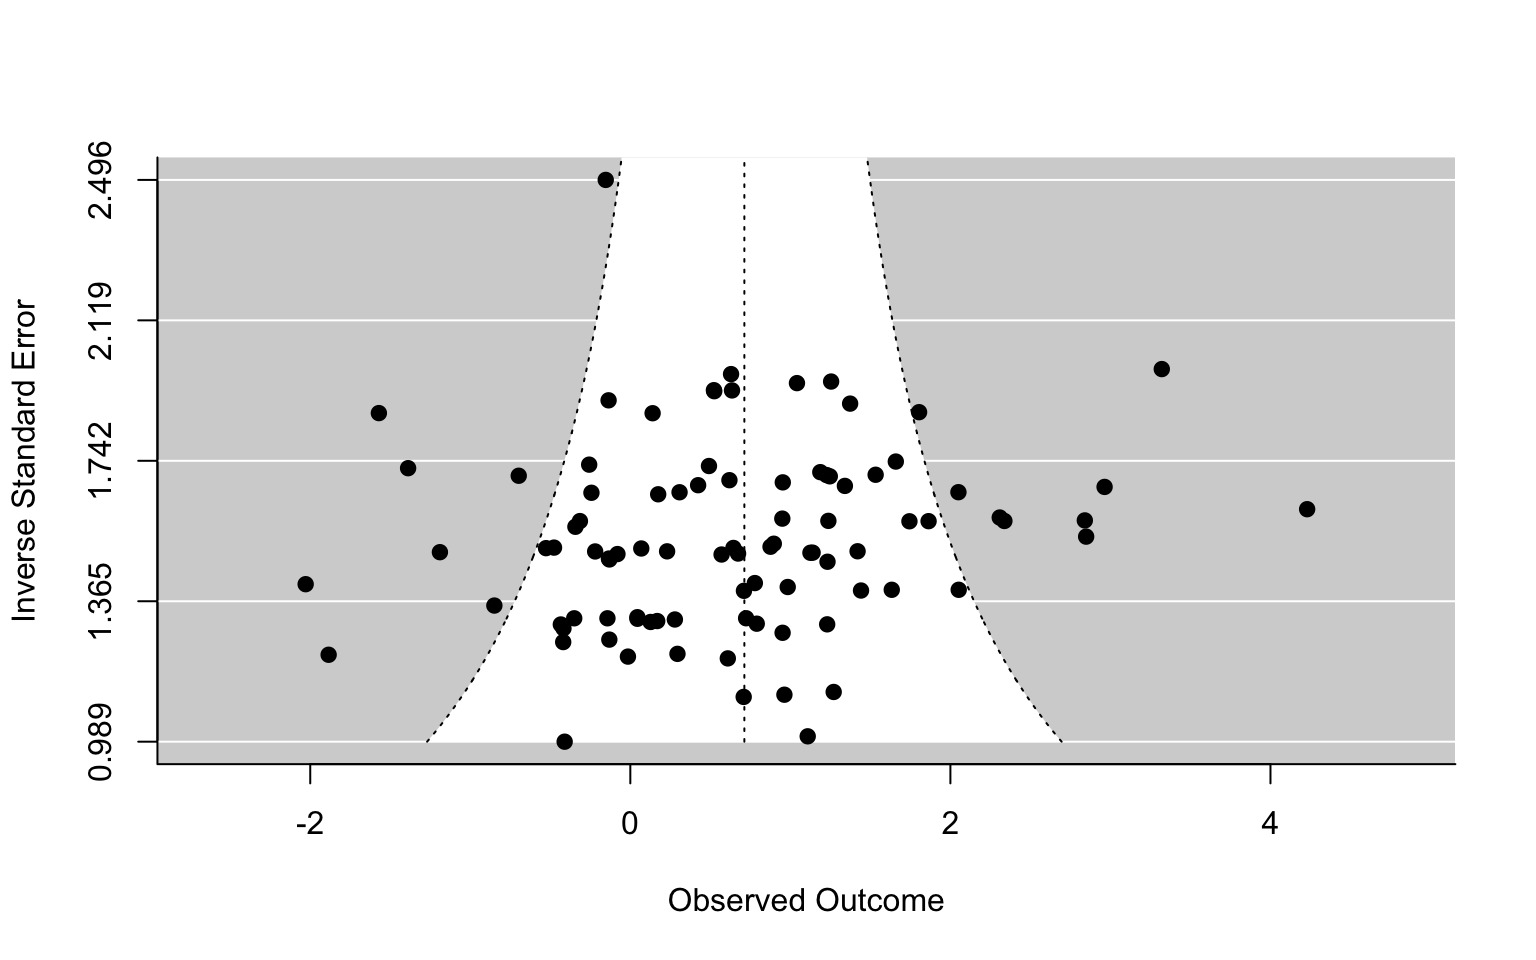 Inverse Standard Error
2.496
2.119
1.742
1.365
0.989
-2 0 2 4
Observed Outcome